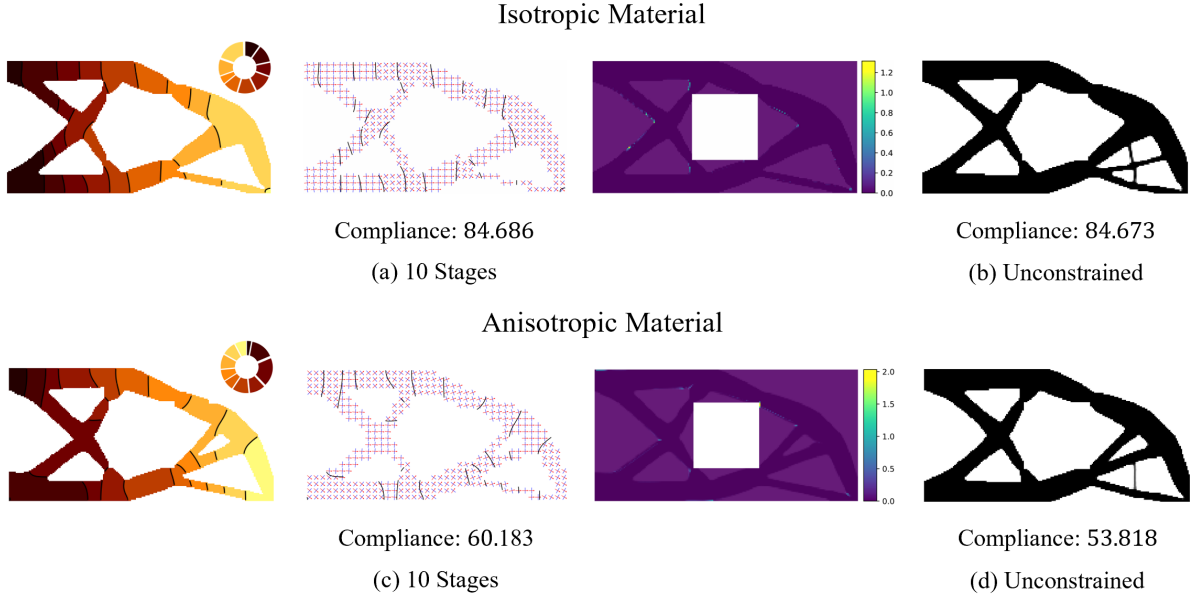 Isotropic Material
1.2
1.0
0.8
0.6
0.4
0.2
0.0
Compliance: 84.686
Compliance: 84.673
(a) 10 Stages
(b) Unconstrained
Anisotropic Material
2.0
1.5
1.0
0.5
0.0
Compliance: 60.183
Compliance: 53.818
(c) 10 Stages
(d) Unconstrained